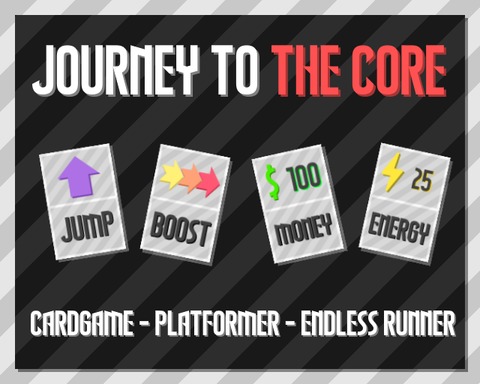 JOURNEY TO THE CORE
JUMP
BOOST
$ 100
MONEY
25
ENERGY
CARDGAME - PLATFORMER - ENDLESS RUNNER